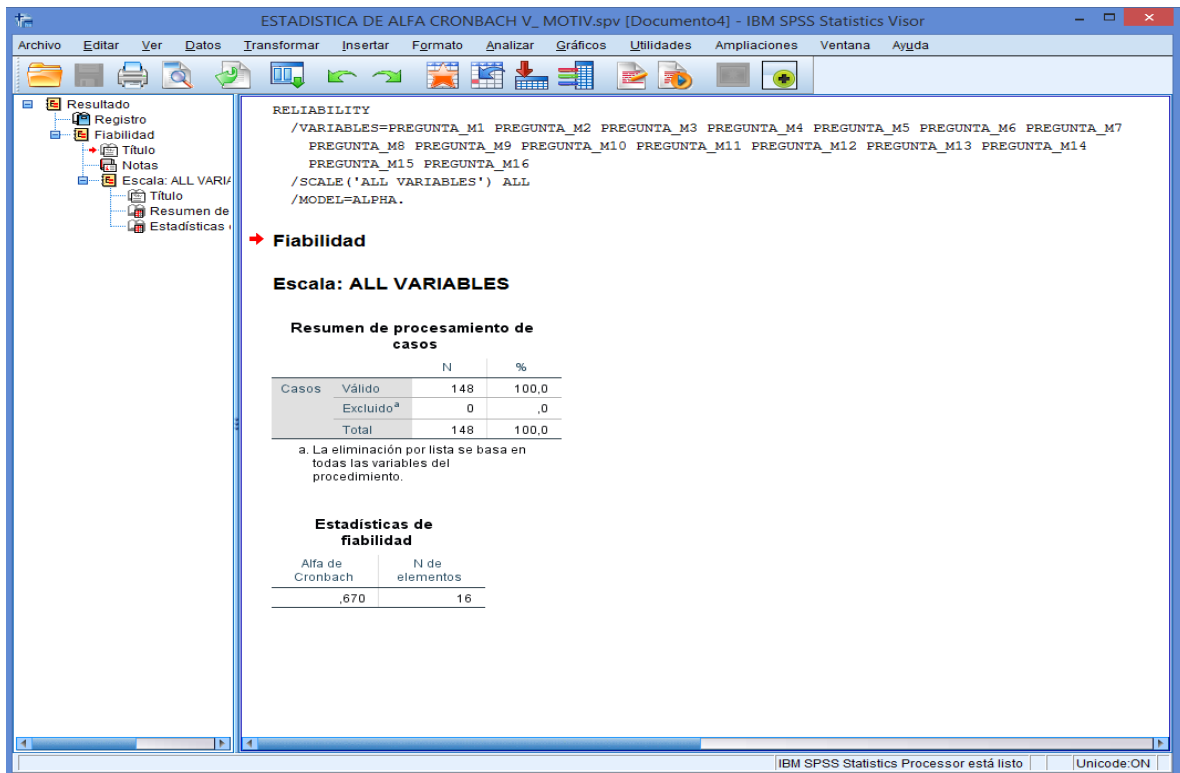 ESTADISTICA DE ALFA CRONBACH V_ MOTIV.spv [Documento4] - IBM SPSS Statistics Visor
Archivo Editar Ver Datos Transformar Insertar Formato Analizar Gráficos Utilidades Ampliaciones Ventana Ayuda
Resultado
Registro
Fiabilidad
Título
Notas
Escala: ALL VARIA
Título
Resumen de
Estadísticas
RELIABILITY
/VARIABLES=PREGUNTA_M1 PREGUNTA_M2 PREGUNTA_M3 PREGUNTA_M4 PREGUNTA_M5 PREGUNTA_M6 PREGUNTA_M7
PREGUNTA_M8 PREGUNTA_M9 PREGUNTA_M10 PREGUNTA_M11 PREGUNTA_M12 PREGUNTA_M13 PREGUNTA_M14
PREGUNTA_M15 PREGUNTA_M16
/SCALE('ALL VARIABLES') ALL
/MODEL=ALPHA.
Fiabilidad
Escala: ALL VARIABLES
Resumen de procesamiento de
casos
N %
Casos Válido 148 100,0
Excluido^a 0 ,0
Total 148 100,0
a. La eliminación por lista se basa en
todas las variables del
procedimiento.
Estadísticas de
fiabilidad
Alfa de N de
Cronbach elementos
,670 16
IBM SPSS Statistics Processor está listo Unicode:ON